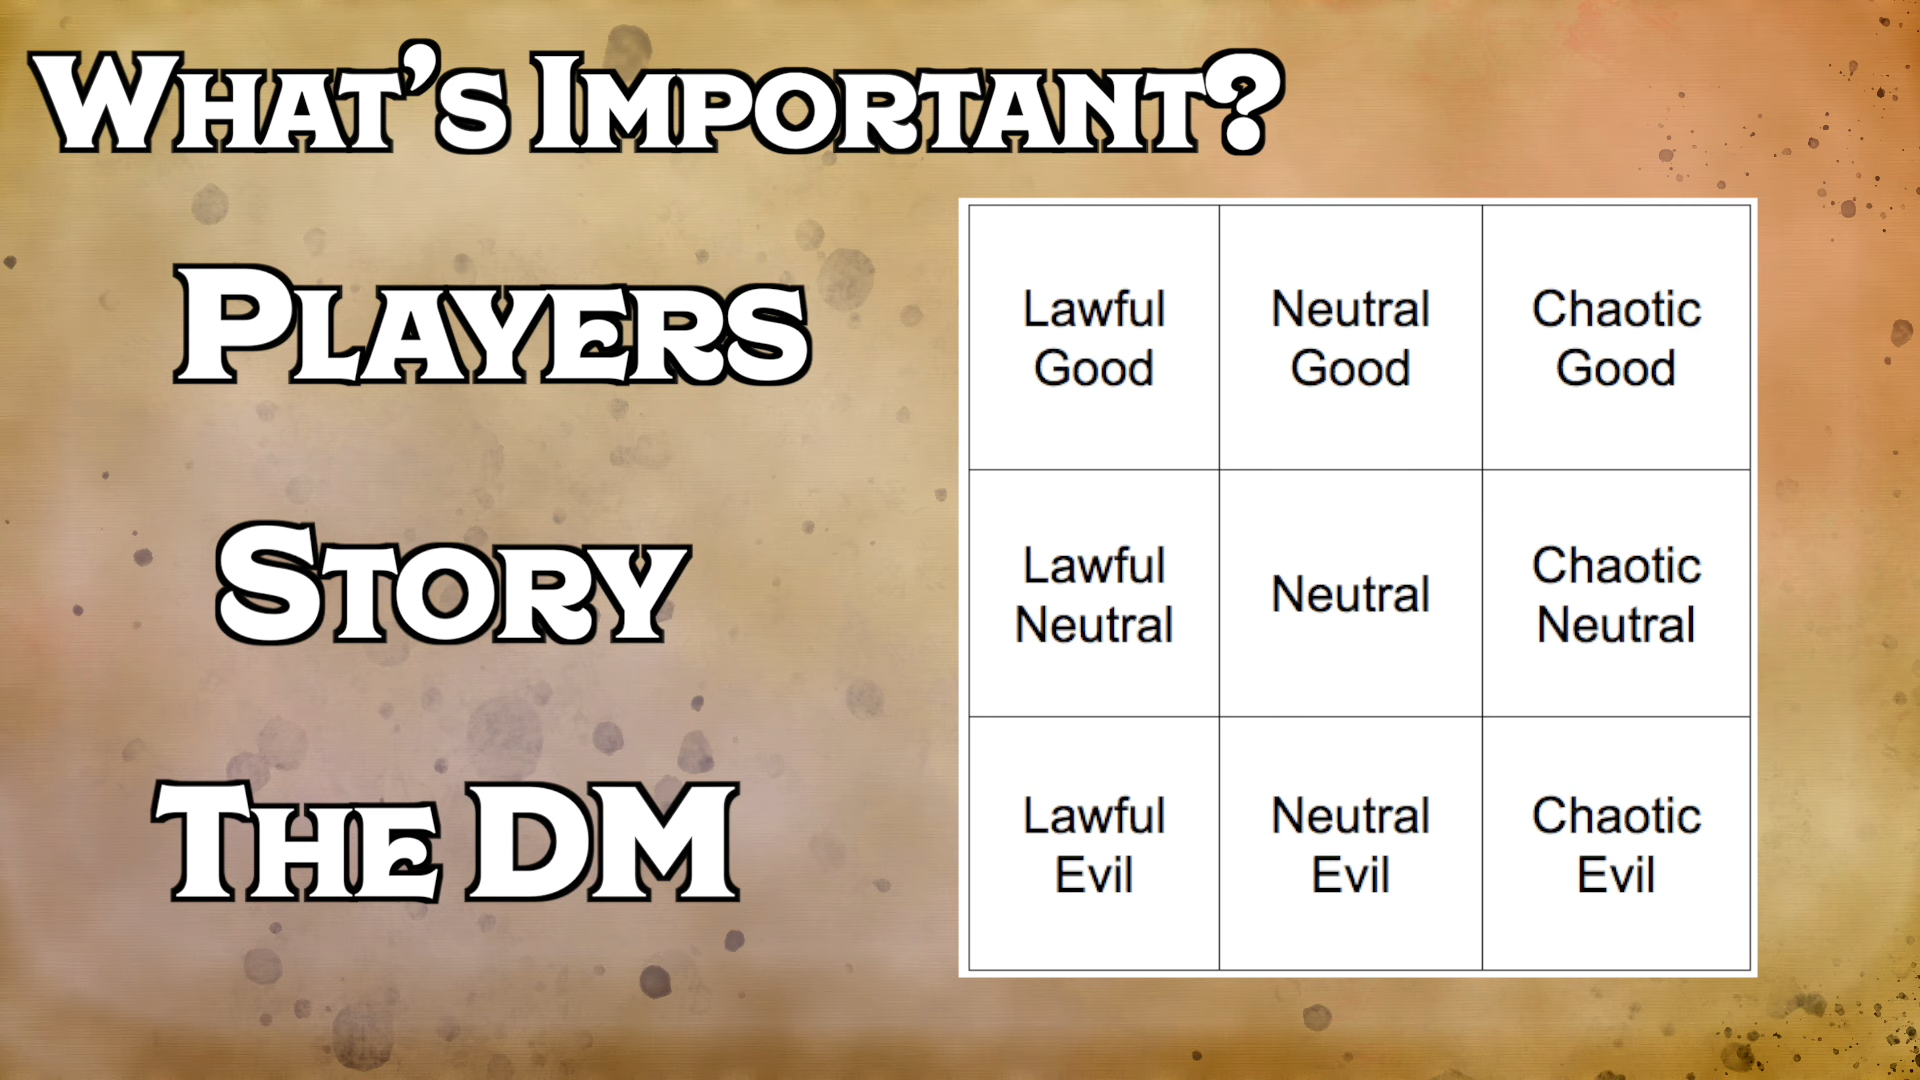 What's Important?
Players
Story
The DM
Lawful
Good
Neutral
Good
Chaotic
Good
Lawful
Neutral
Neutral
Chaotic
Neutral
Lawful
Evil
Neutral
Evil
Chaotic
Evil